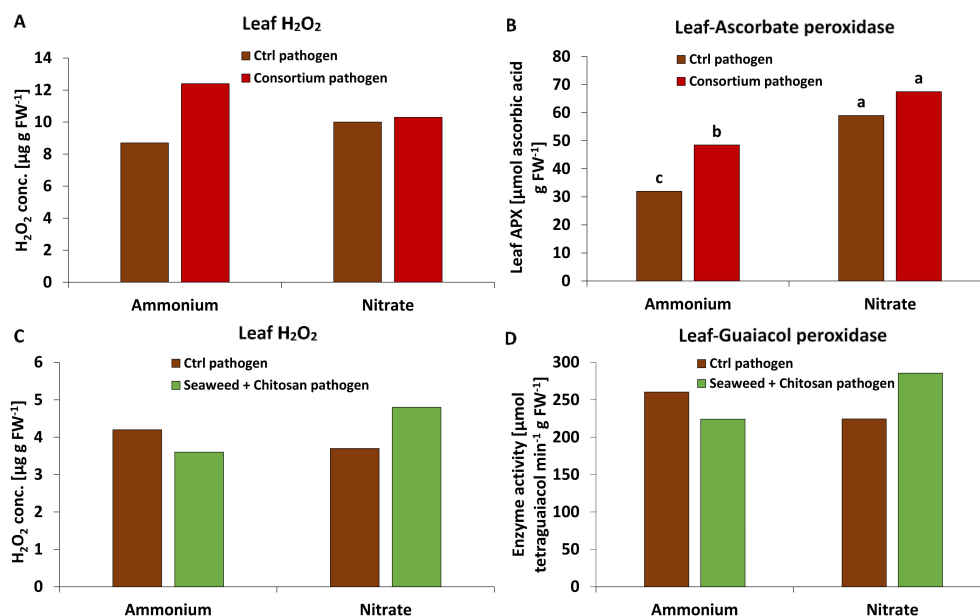 A
Leaf H₂O₂
Ctrl pathogen
Consortium pathogen
H₂O₂ conc. [µg g FW⁻¹]
14
12
10
8
6
4
2
0
Ammonium
Nitrate
B
Leaf-Ascorbate peroxidase
Ctrl pathogen
Consortium pathogen
Leaf APX [µmol ascorbic acid
g FW⁻¹]
80
70
60
50
40
30
20
10
0
c
b
a
a
Ammonium
Nitrate
C
Leaf H₂O₂
Ctrl pathogen
Seaweed + Chitosan pathogen
H₂O₂ conc. [µg g FW⁻¹]
6
5
4
3
2
1
0
Ammonium
Nitrate
D
Leaf-Guaiacol peroxidase
Ctrl pathogen
Seaweed + Chitosan pathogen
Enzyme activity [µmol
tetraguaiacol min⁻¹ g FW⁻¹]
300
250
200
150
100
50
0
Ammonium
Nitrate